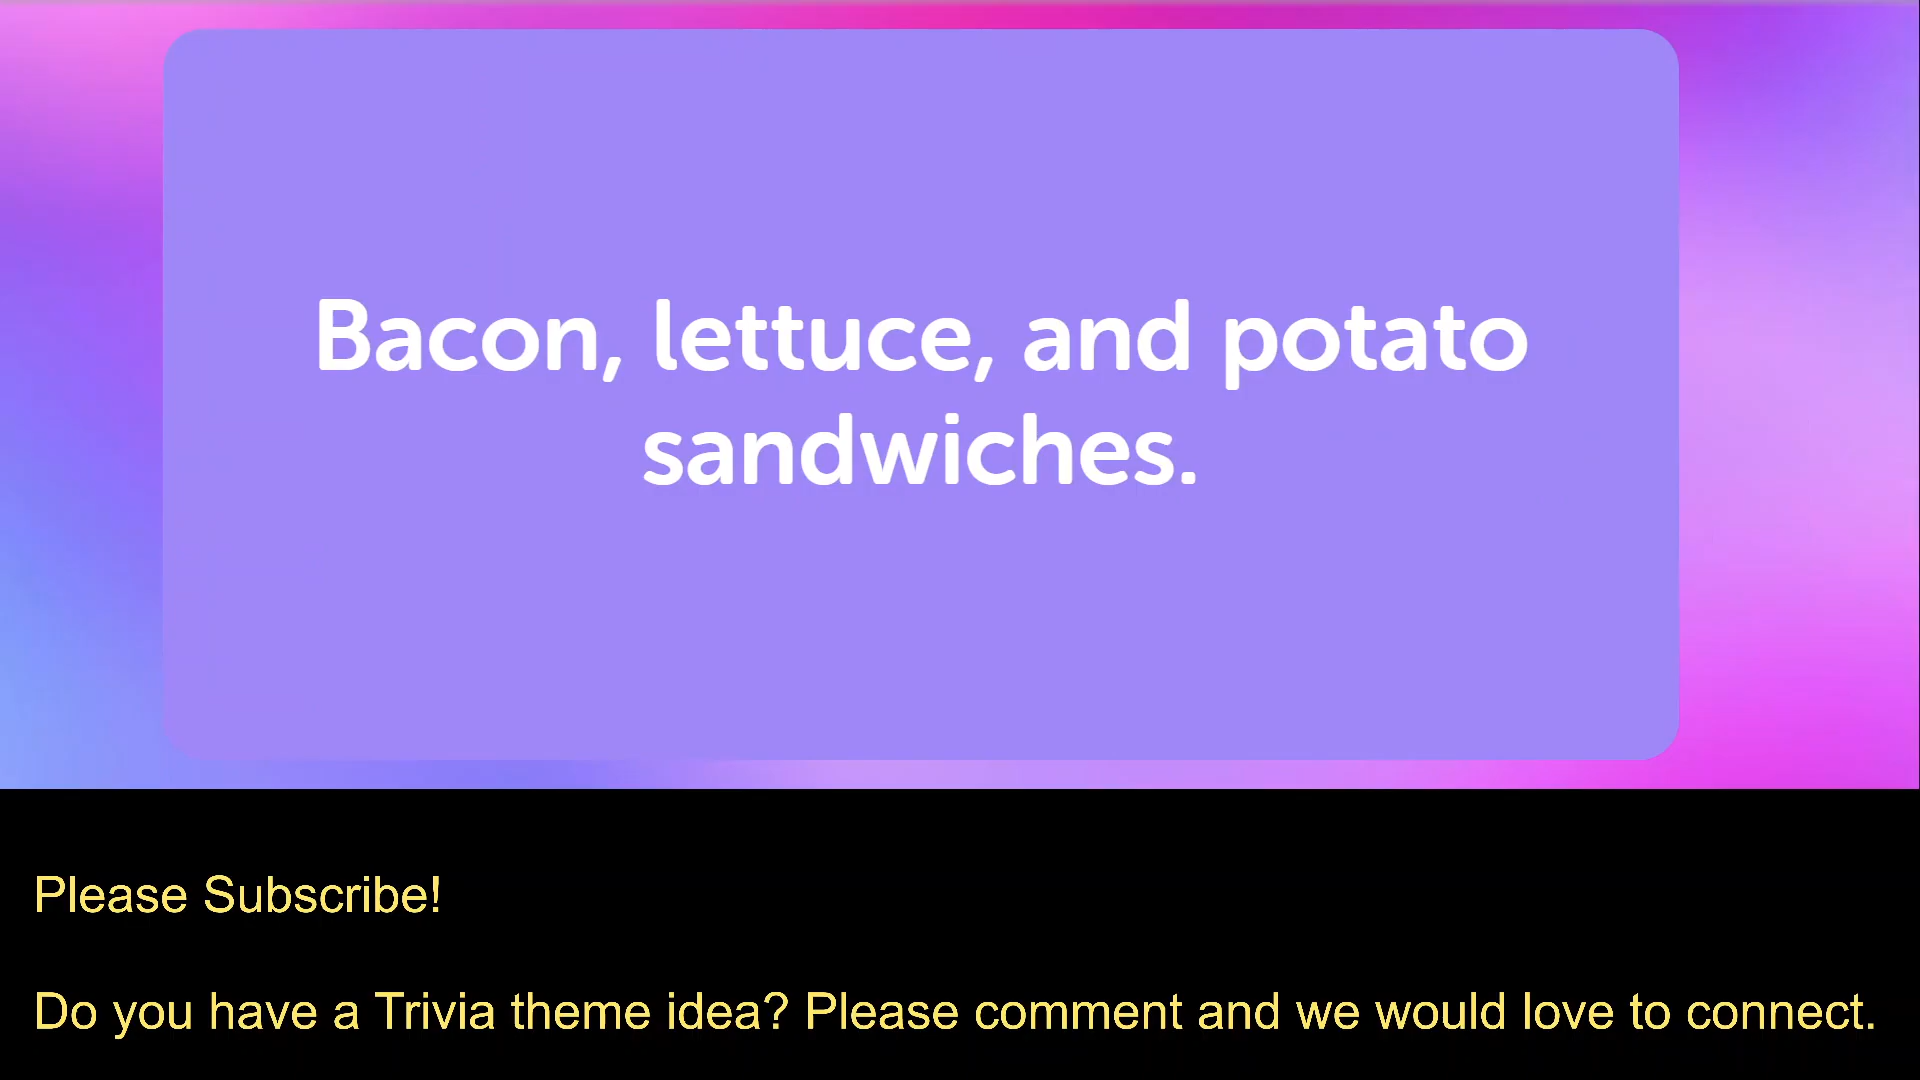 Bacon, lettuce, and potato
sandwiches.
Please Subscribe!
Do you have a Trivia theme idea? Please comment and we would love to connect.